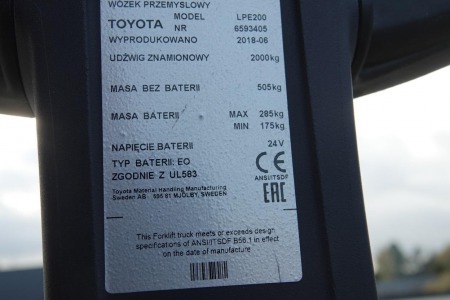 WÓZEK PRZEMYSŁOWY
TOYOTA MODEL LPE200
NR 6593405
WYPRODUKOWANO 2018-06
UDŹWIG ZNAMIONOWY 2000kg
MASA BEZ BATERII 505kg
MASA BATERII MAX 285kg
MIN 175kg
NAPIĘCIE BATERII 24V
TYP BATERII: EO
ZGODNIE Z UL583
CE
ANSI/ITSDF
EAC
Toyota Material Handling Manufacturing
Sweden AB 595 81 MJÖLBY, SWEDEN
This Forklift truck meets or exceeds design
specifications of ANSI/ITSDF B56.1 in effect
on the date of manufacture